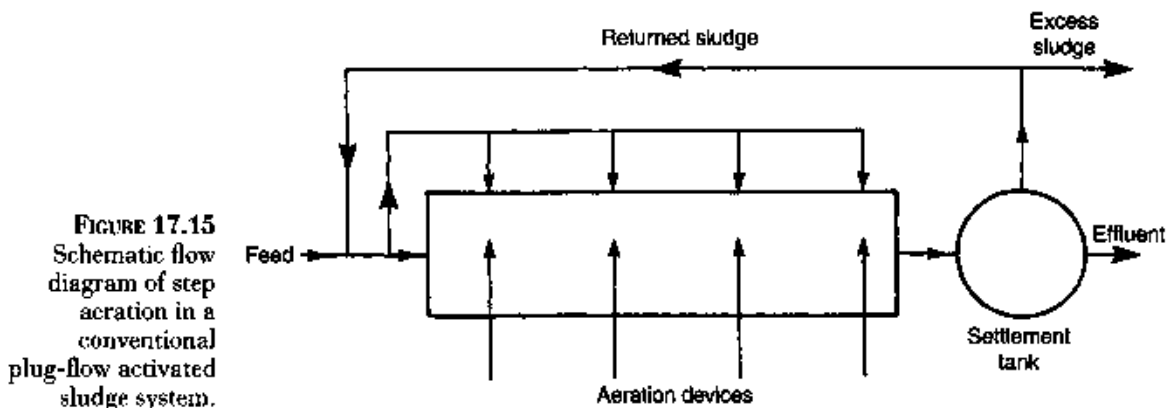 Returned sludge
Excess
sludge
FIGURE 17.15
Schematic flow
diagram of step
aeration in a
conventional
plug-flow activated
sludge system.
Feed
Effluent
Settlement
tank
Aeration devices